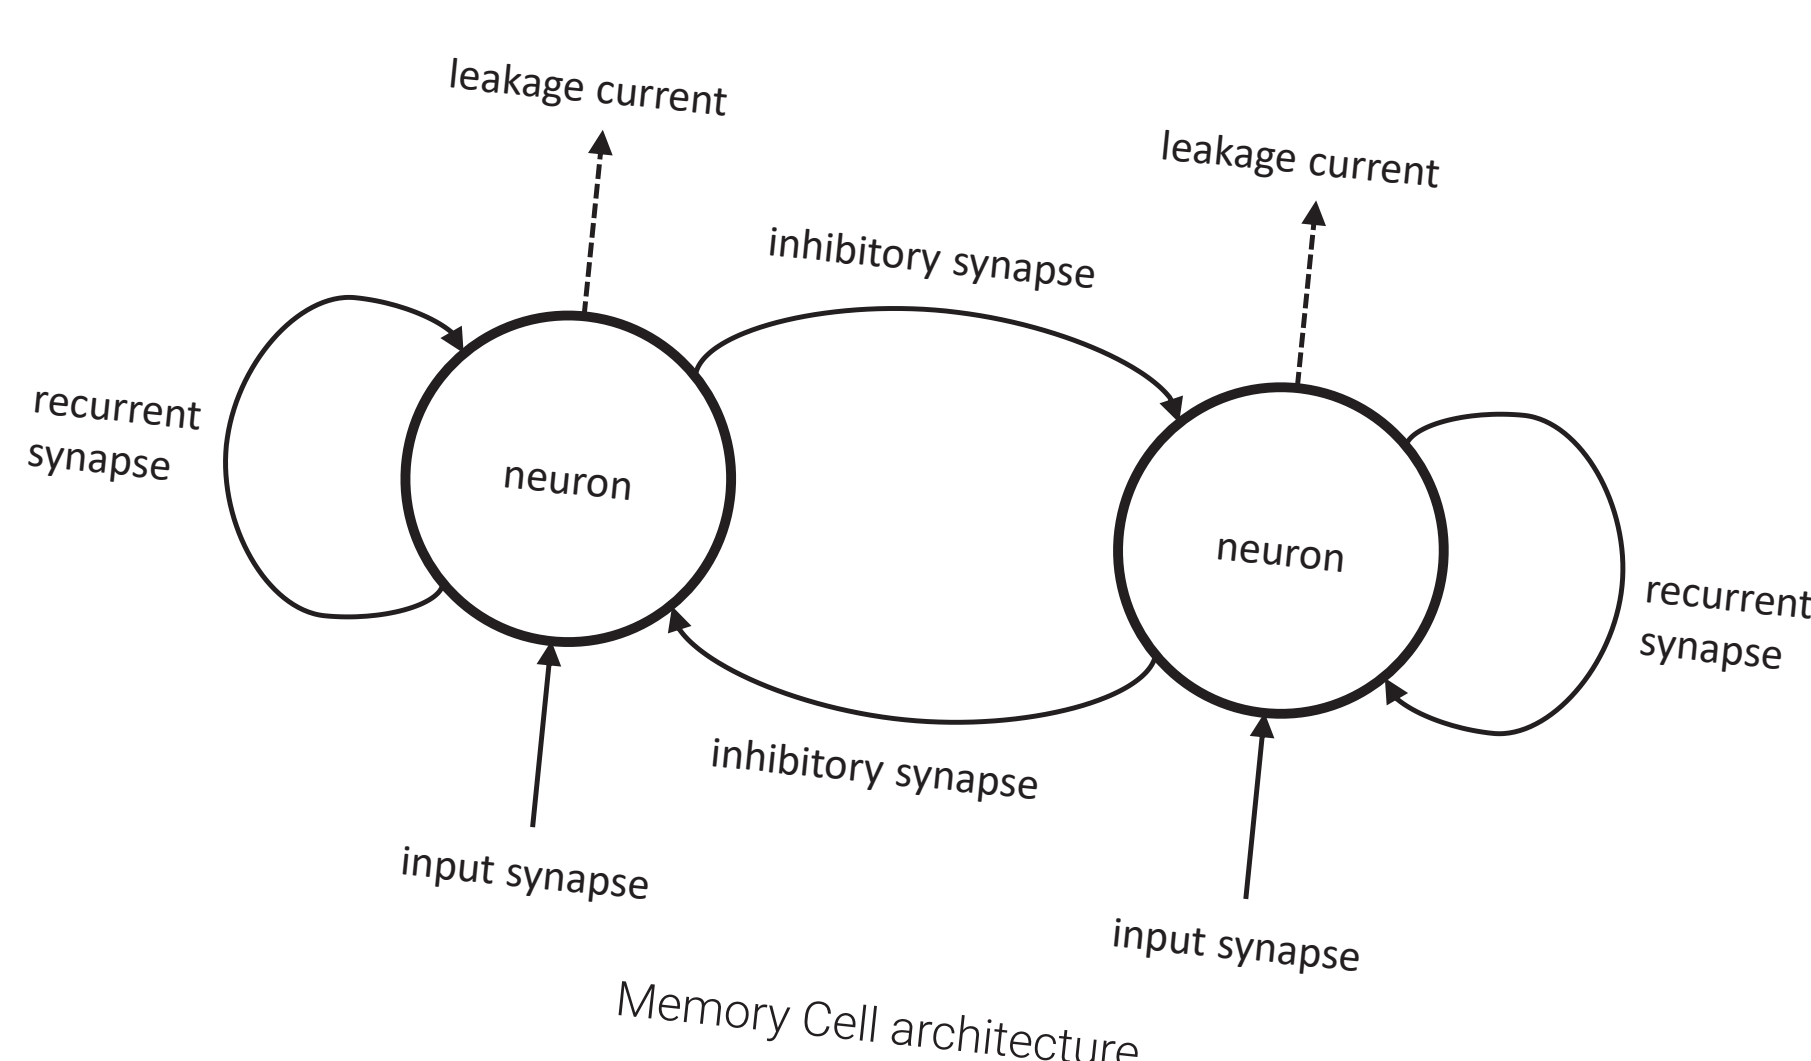 leakage current
leakage current
inhibitory synapse
recurrent
synapse
neuron
neuron
recurrent
synapse
inhibitory synapse
input synapse
input synapse
Memory Cell architecture